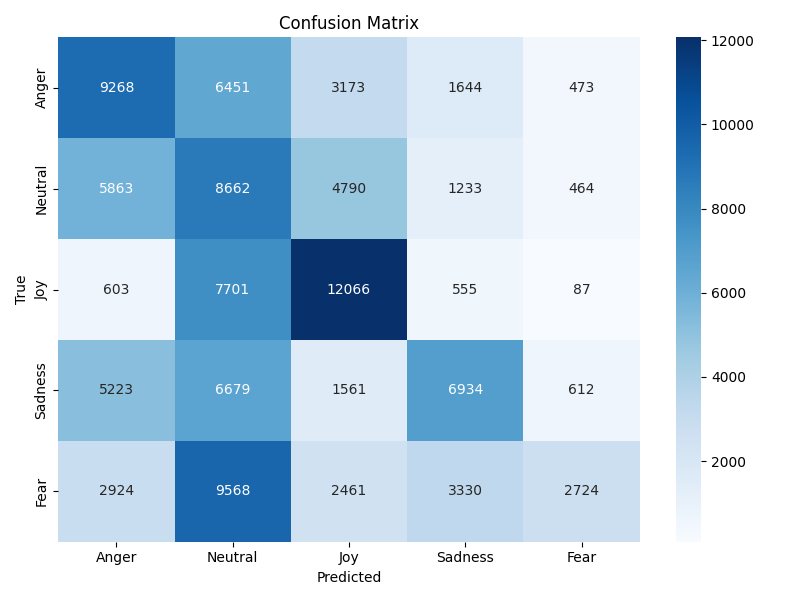 Confusion Matrix
Anger 9268 6451 3173 1644 473
Neutral 5863 8662 4790 1233 464
Joy 603 7701 12066 555 87
Sadness 5223 6679 1561 6934 612
Fear 2924 9568 2461 3330 2724
True
Anger Neutral Joy Sadness Fear
Predicted
12000
10000
8000
6000
4000
2000